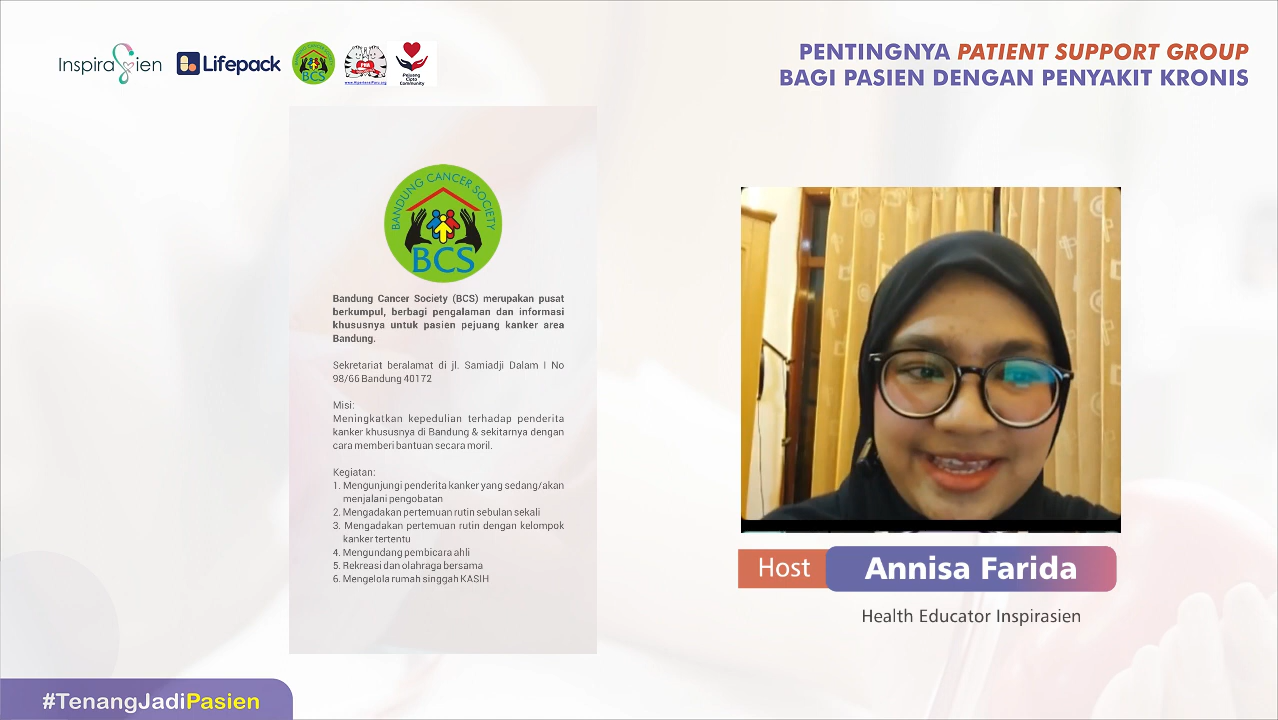 Inspirasien
Lifepack
BCS
Pejuang
Cipto
Community
PENTINGNYA PATIENT SUPPORT GROUP
BAGI PASIEN DENGAN PENYAKIT KRONIS
BANDUNG CANCER SOCIETY
BCS
Bandung Cancer Society (BCS) merupakan pusat
berkumpul, berbagi pengalaman dan informasi
khususnya untuk pasien pejuang kanker area
Bandung.
Sekretariat beralamat di jl. Samiadji Dalam I No
98/66 Bandung 40172
Misi:
Meningkatkan kepedulian terhadap penderita
kanker khususnya di Bandung & sekitarnya dengan
cara memberi bantuan secara moril.
Kegiatan:
1. Mengunjungi penderita kanker yang sedang/akan
menjalani pengobatan
2. Mengadakan pertemuan rutin sebulan sekali
3. Mengadakan pertemuan rutin dengan kelompok
kanker tertentu
4. Mengundang pembicara ahli
5. Rekreasi dan olahraga bersama
6. Mengelola rumah singgah KASIH
Host
Annisa Farida
Health Educator Inspirasien
#TenangJadiPasien